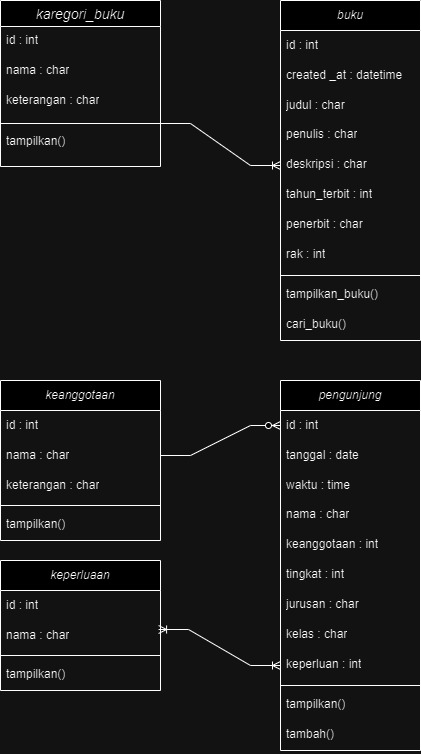 karegori_buku
id : int
nama : char
keterangan : char
tampilkan()
buku
id : int
created _at : datetime
judul : char
penulis : char
deskripsi : char
tahun_terbit : int
penerbit : char
rak : int
tampilkan_buku()
cari_buku()
keanggotaan
id : int
nama : char
keterangan : char
tampilkan()
keperluaan
id : int
nama : char
tampilkan()
pengunjung
id : int
tanggal : date
waktu : time
nama : char
keanggotaan : int
tingkat : int
jurusan : char
kelas : char
keperluan : int
tampilkan()
tambah()